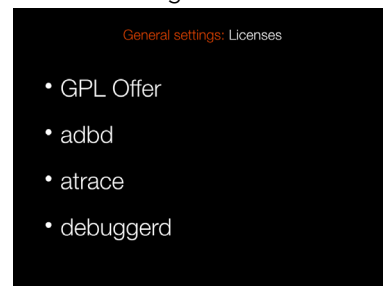 General settings: Licenses
• GPL Offer
• adbd
• atrace
• debuggerd